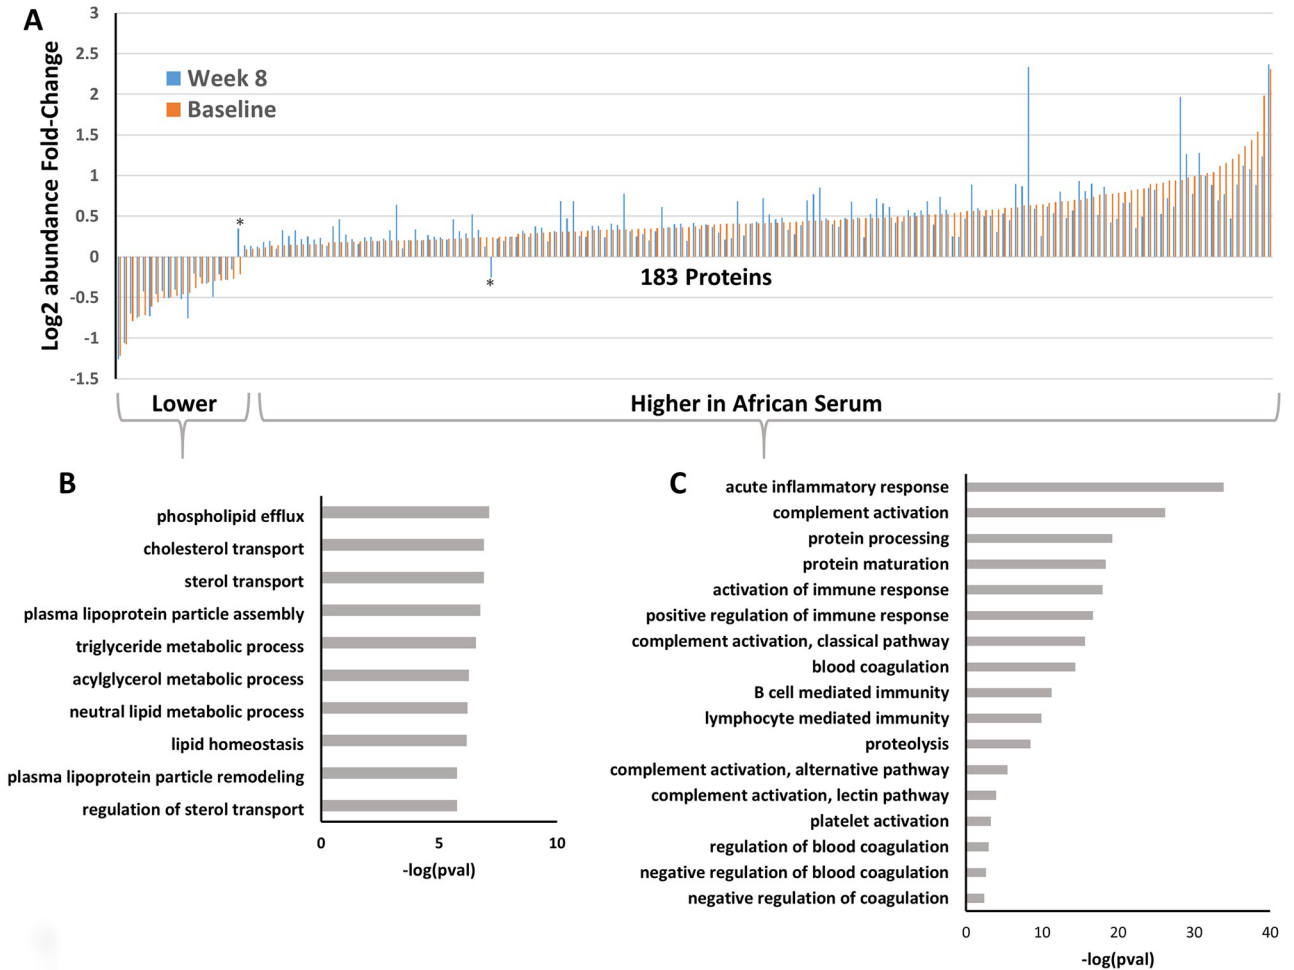 A
Log2 abundance Fold-Change
3
2.5
2
1.5
1
0.5
0
-0.5
-1
-1.5
Week 8
Baseline
*
*
183 Proteins
Lower
Higher in African Serum
B
phospholipid efflux
cholesterol transport
sterol transport
plasma lipoprotein particle assembly
triglyceride metabolic process
acylglycerol metabolic process
neutral lipid metabolic process
lipid homeostasis
plasma lipoprotein particle remodeling
regulation of sterol transport
0 5 10
-log(pval)
C
acute inflammatory response
complement activation
protein processing
protein maturation
activation of immune response
positive regulation of immune response
complement activation, classical pathway
blood coagulation
B cell mediated immunity
lymphocyte mediated immunity
proteolysis
complement activation, alternative pathway
complement activation, lectin pathway
platelet activation
regulation of blood coagulation
negative regulation of blood coagulation
negative regulation of coagulation
0 10 20 30 40
-log(pval)